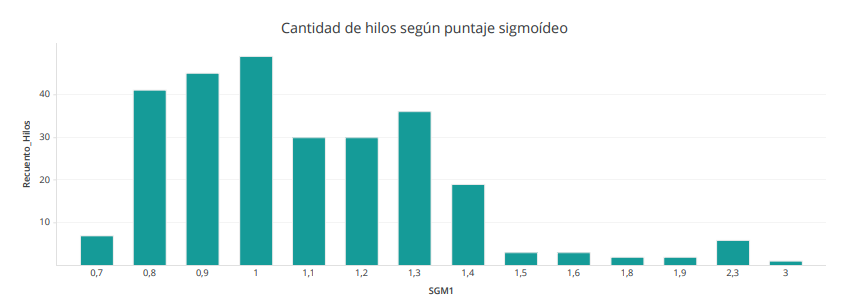 Cantidad de hilos según puntaje sigmoídeo
Recuento_Hilos
40
30
20
10
0,7 0,8 0,9 1 1,1 1,2 1,3 1,4 1,5 1,6 1,8 1,9 2,3 3
SGM1